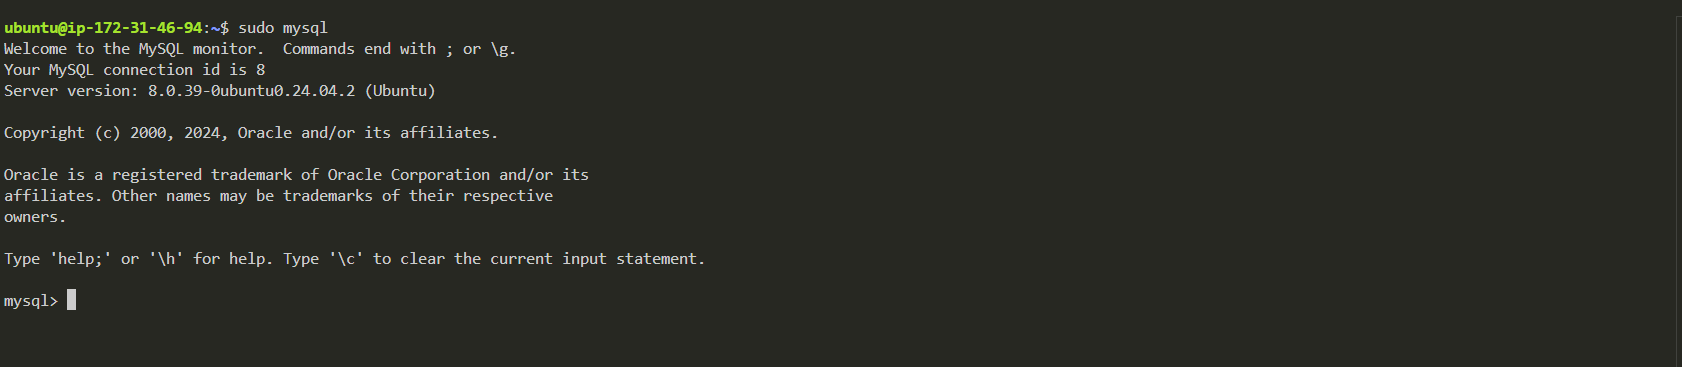 ubuntu@ip-172-31-46-94:~$ sudo mysql
Welcome to the MySQL monitor.  Commands end with ; or \g.
Your MySQL connection id is 8
Server version: 8.0.39-0ubuntu0.24.04.2 (Ubuntu)
Copyright (c) 2000, 2024, Oracle and/or its affiliates.
Oracle is a registered trademark of Oracle Corporation and/or its
affiliates. Other names may be trademarks of their respective
owners.
Type 'help;' or '\h' for help. Type '\c' to clear the current input statement.
mysql>